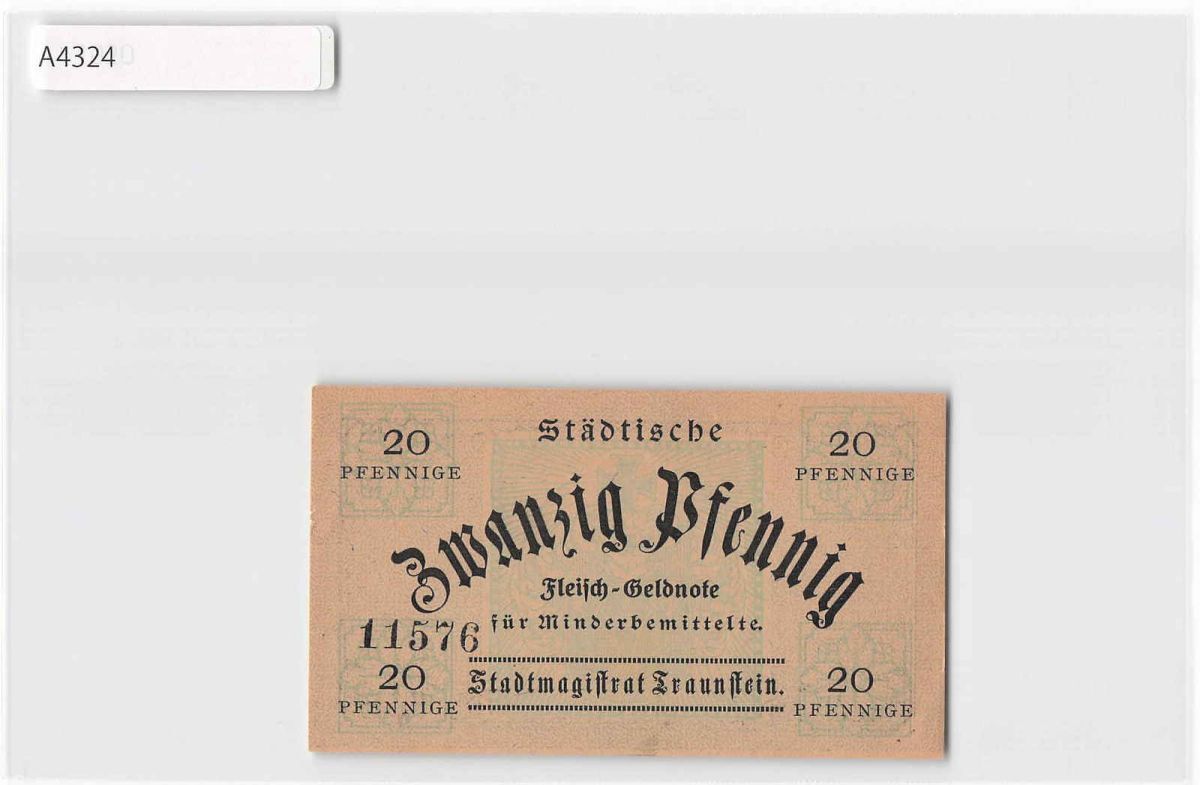 A4324
Städtische
20
PFENNIGE
20
PFENNIGE
Zwanzig Pfennig
Fleisch-Geldnote
für Minderbemittelte.
11576
20
PFENNIGE
Stadtmagistrat Traunstein.
20
PFENNIGE